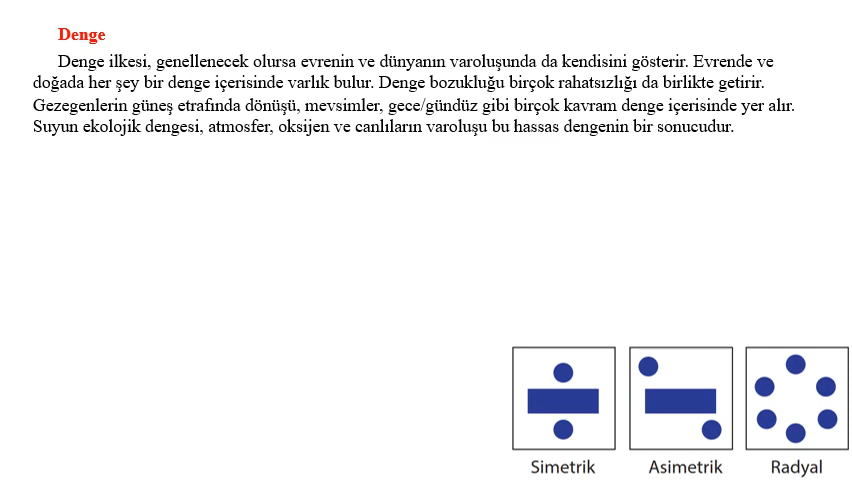 Denge
Denge ilkesi, genellenecek olursa evrenin ve dünyanın varoluşunda da kendisini gösterir. Evrende ve
doğada her şey bir denge içerisinde varlık bulur. Denge bozukluğu birçok rahatsızlığı da birlikte getirir.
Gezegenlerin güneş etrafında dönüşü, mevsimler, gece/gündüz gibi birçok kavram denge içerisinde yer alır.
Suyun ekolojik dengesi, atmosfer, oksijen ve canlıların varoluşu bu hassas dengenin bir sonucudur.
Simetrik Asimetrik Radyal